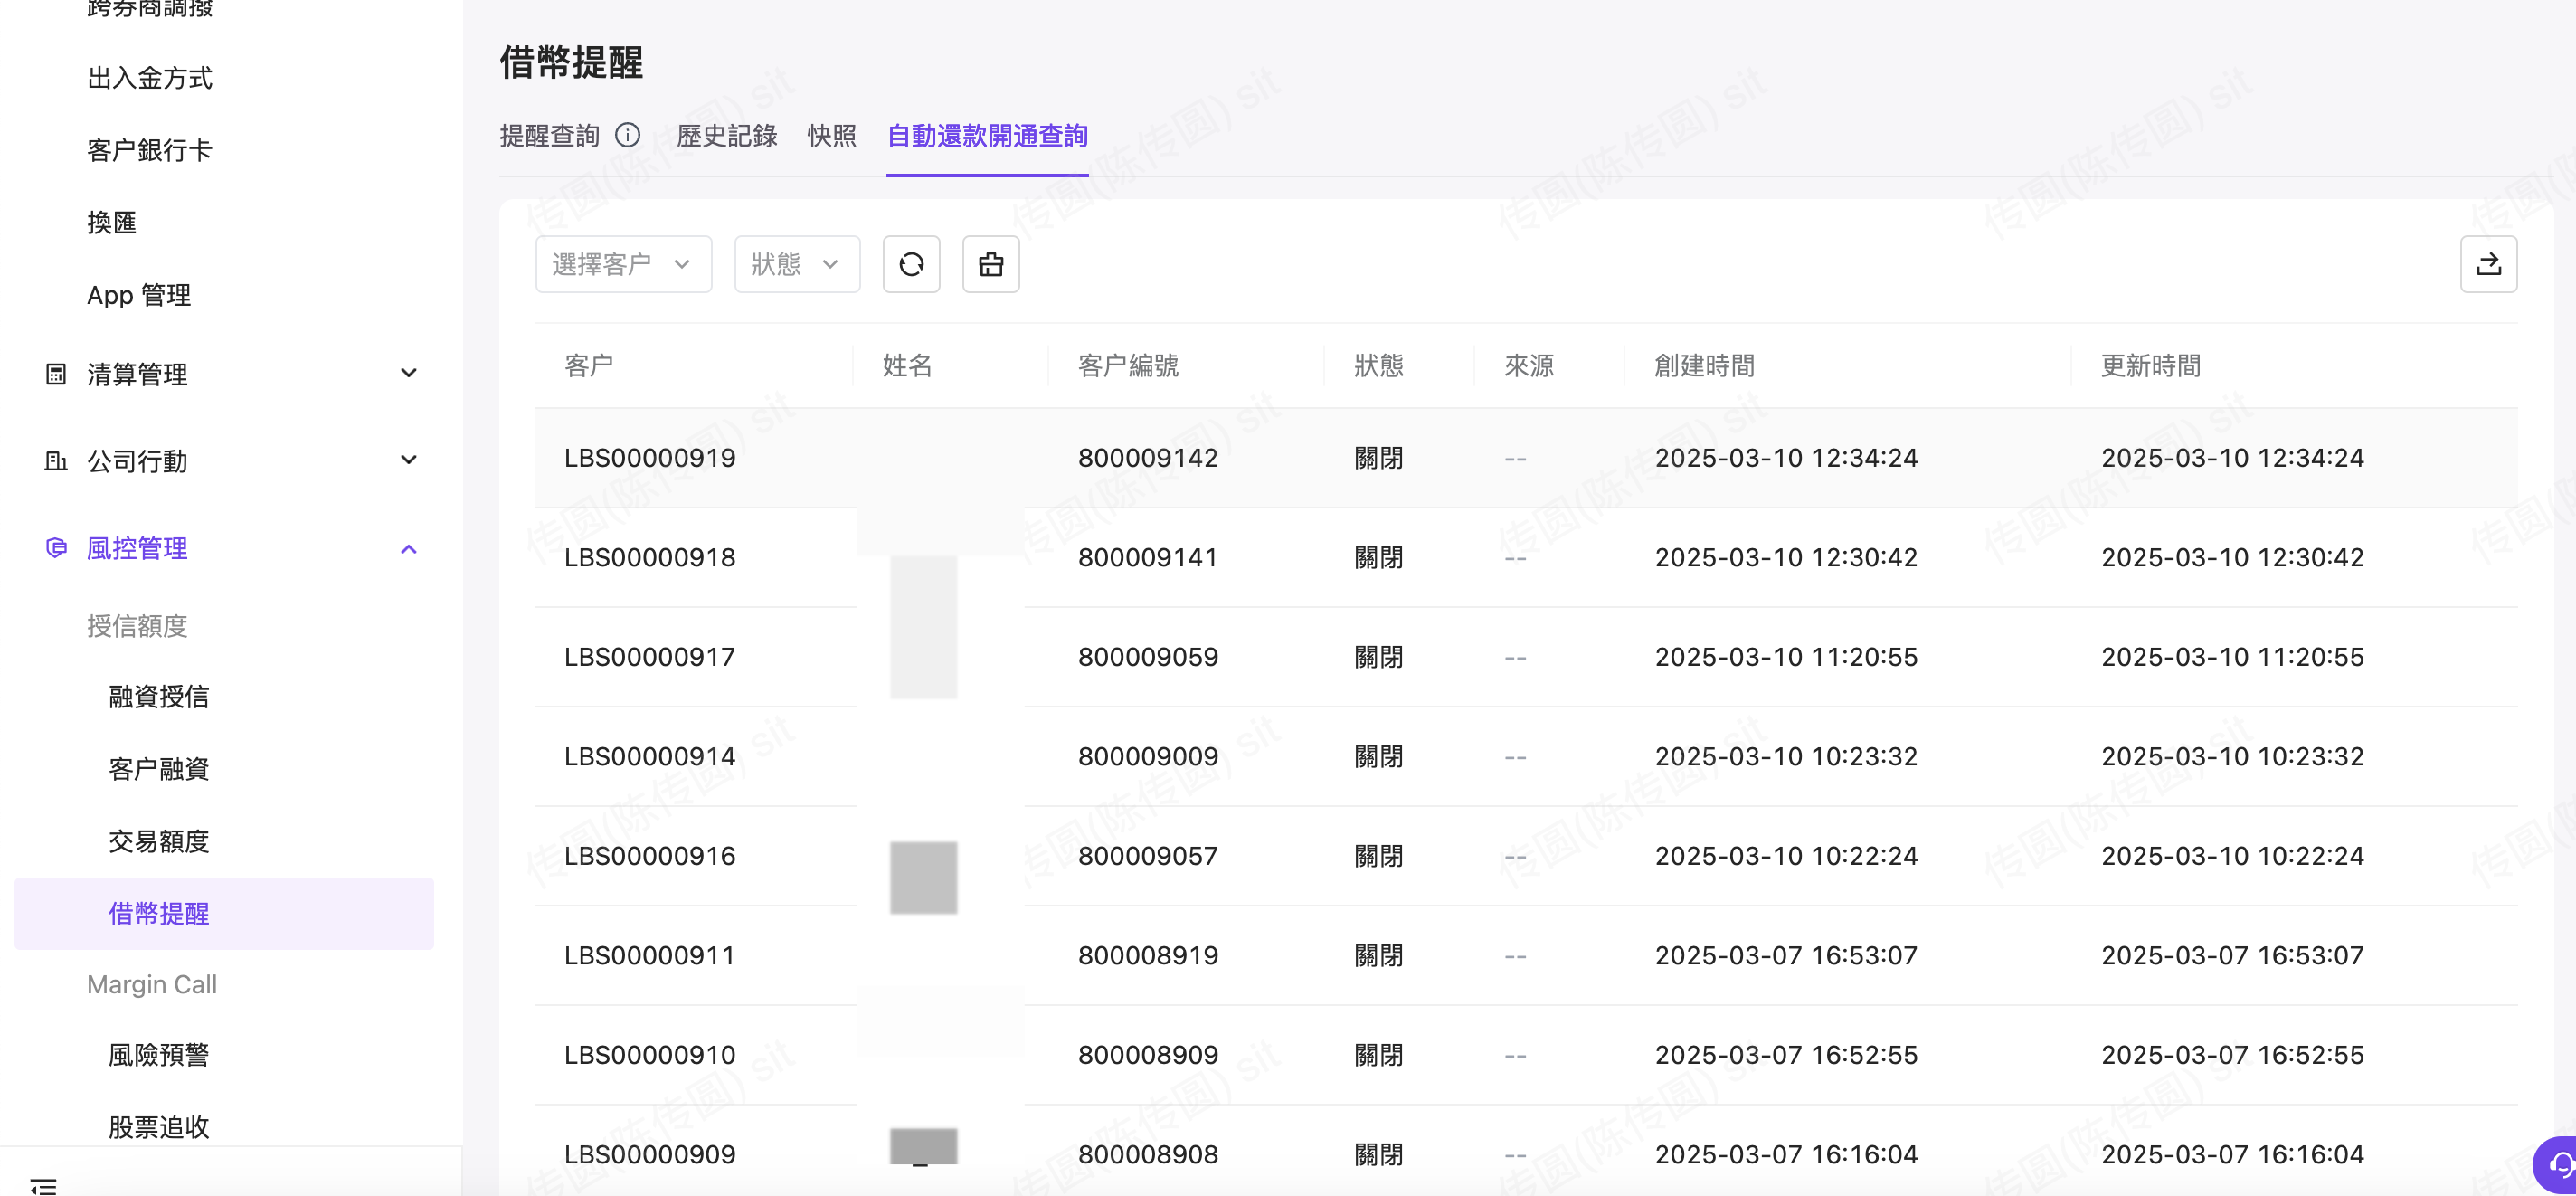 跨券商調撥
出入金方式
客户銀行卡
換匯
App 管理
清算管理
公司行動
風控管理
授信額度
融資授信
客户融資
交易額度
借幣提醒
Margin Call
風險預警
股票追收
借幣提醒
提醒查詢 歷史記錄 快照 自動還款開通查詢
選擇客户 狀態
客户 姓名 客户編號 狀態 來源 創建時間 更新時間
LBS00000919 800009142 關閉 -- 2025-03-10 12:34:24 2025-03-10 12:34:24
LBS00000918 800009141 關閉 -- 2025-03-10 12:30:42 2025-03-10 12:30:42
LBS00000917 800009059 關閉 -- 2025-03-10 11:20:55 2025-03-10 11:20:55
LBS00000914 800009009 關閉 -- 2025-03-10 10:23:32 2025-03-10 10:23:32
LBS00000916 800009057 關閉 -- 2025-03-10 10:22:24 2025-03-10 10:22:24
LBS00000911 800008919 關閉 -- 2025-03-07 16:53:07 2025-03-07 16:53:07
LBS00000910 800008909 關閉 -- 2025-03-07 16:52:55 2025-03-07 16:52:55
LBS00000909 800008908 關閉 -- 2025-03-07 16:16:04 2025-03-07 16:16:04
传圆(陈传圆) sit